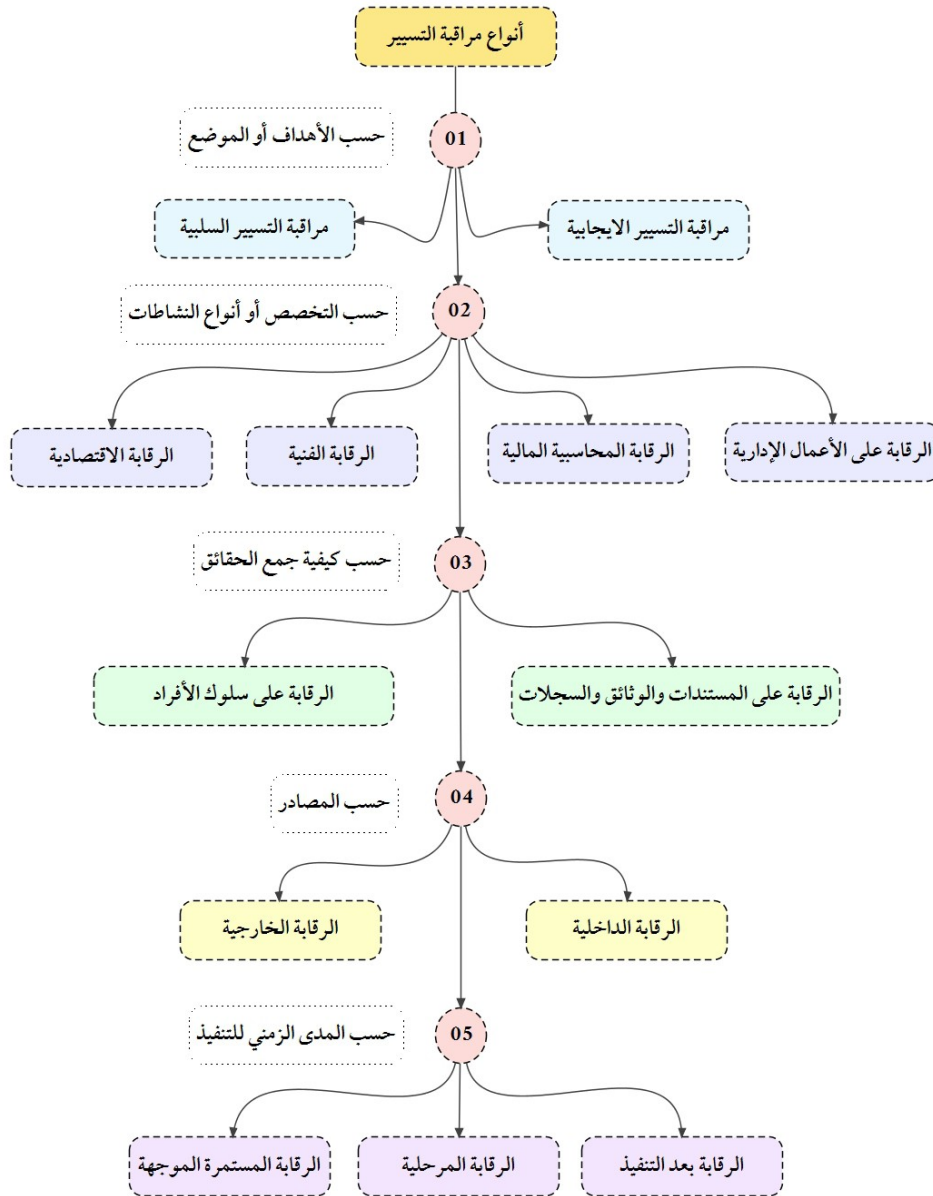 أنواع مراقبة التسيير
01
حسب الأهداف أو الموضع
مراقبة التسيير الايجابية
مراقبة التسيير السلبية
02
حسب التخصص أو أنواع النشاطات
الرقابة على الأعمال الإدارية
الرقابة المحاسبية المالية
الرقابة الفنية
الرقابة الاقتصادية
03
حسب كيفية جمع الحقائق
الرقابة على المستندات والوثائق والسجلات
الرقابة على سلوك الأفراد
04
حسب المصادر
الرقابة الداخلية
الرقابة الخارجية
05
حسب المدى الزمني للتنفيذ
الرقابة بعد التنفيذ
الرقابة المرحلية
الرقابة المستمرة الموجهة